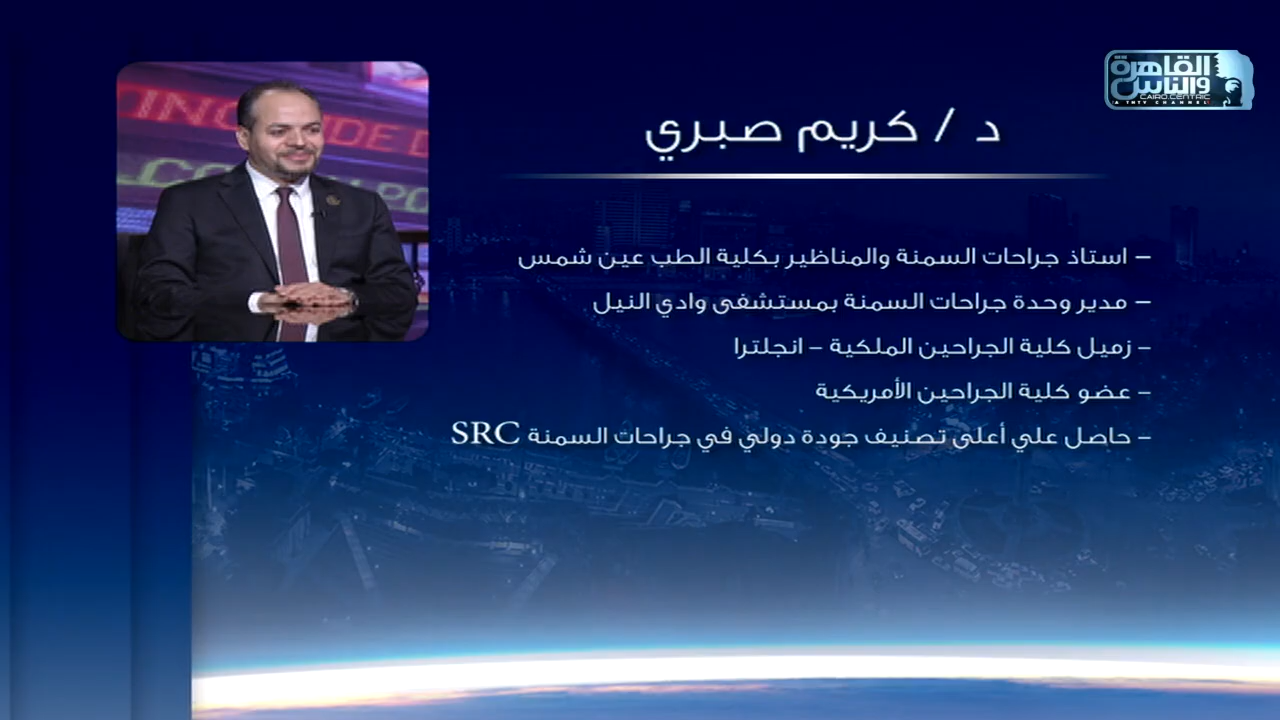 القاهرة
والناس
CAIRO.CENTRIC
A TNTV CHANNEL
د / كريم صبري
– استاذ جراحات السمنة والمناظير بكلية الطب عين شمس
– مدير وحدة جراحات السمنة بمستشفى وادي النيل
– زميل كلية الجراحين الملكية – انجلترا
– عضو كلية الجراحين الأمريكية
– حاصل علي أعلى تصنيف جودة دولي في جراحات السمنة SRC